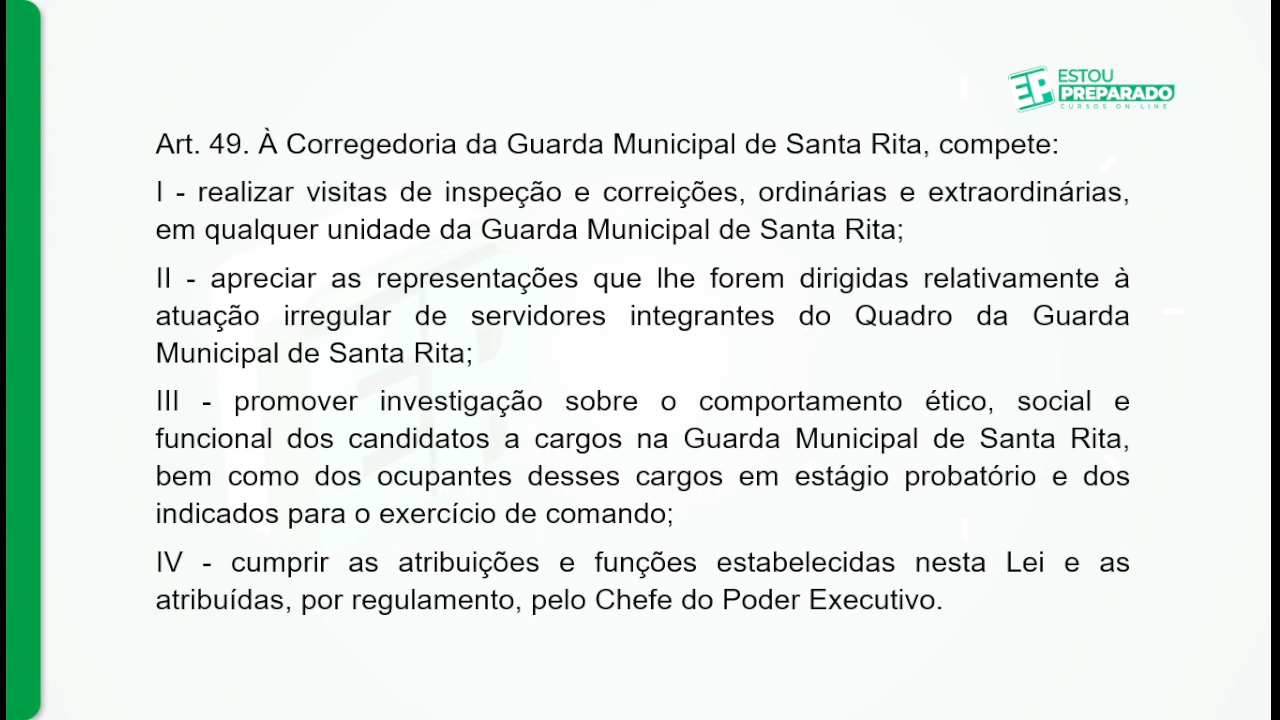 ESTOU
PREPARADO
CURSOS ON-LINE
Art. 49. À Corregedoria da Guarda Municipal de Santa Rita, compete:
I - realizar visitas de inspeção e correições, ordinárias e extraordinárias,
em qualquer unidade da Guarda Municipal de Santa Rita;
II - apreciar as representações que lhe forem dirigidas relativamente à
atuação irregular de servidores integrantes do Quadro da Guarda
Municipal de Santa Rita;
III - promover investigação sobre o comportamento ético, social e
funcional dos candidatos a cargos na Guarda Municipal de Santa Rita,
bem como dos ocupantes desses cargos em estágio probatório e dos
indicados para o exercício de comando;
IV - cumprir as atribuições e funções estabelecidas nesta Lei e as
atribuídas, por regulamento, pelo Chefe do Poder Executivo.